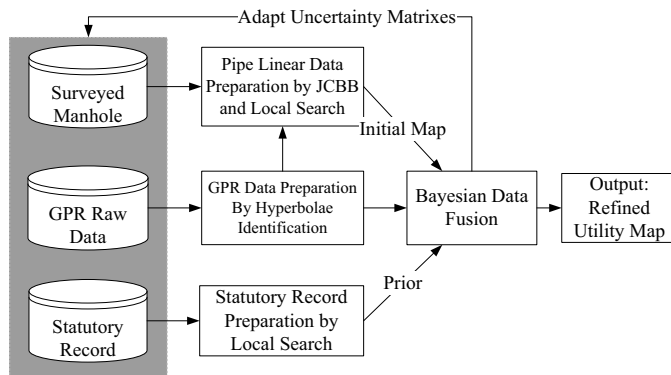 Adapt Uncertainty Matrixes
Surveyed
Manhole
Pipe Linear Data
Preparation by JCBB
and Local Search
Initial Map
GPR Raw
Data
GPR Data Preparation
By Hyperbolae
Identification
Bayesian Data
Fusion
Output:
Refined
Utility Map
Prior
Statutory
Record
Statutory Record
Preparation by
Local Search